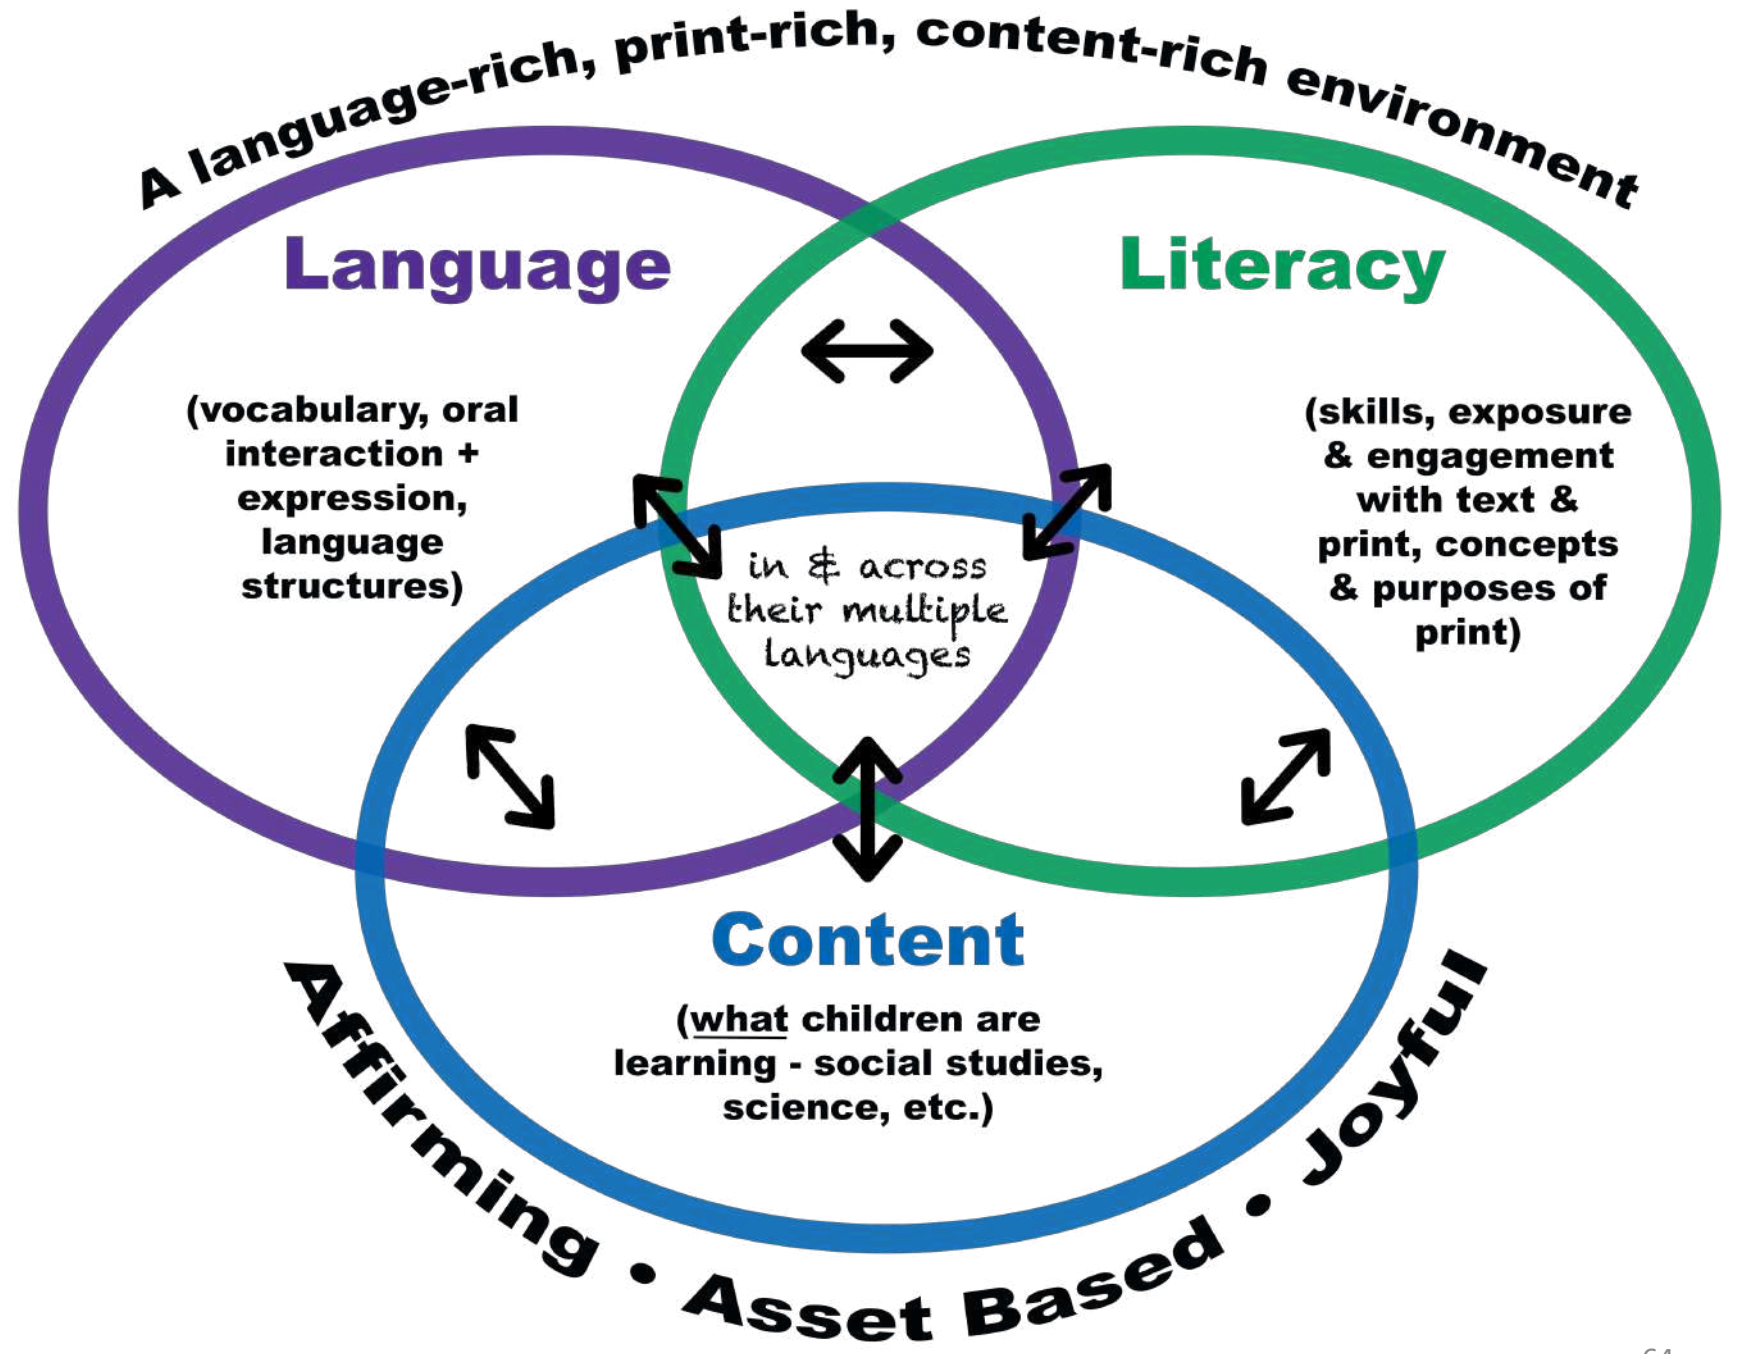 A language-rich, print-rich, content-rich environment
Language
Literacy
(vocabulary, oral
interaction +
expression,
language
structures)
(skills, exposure
& engagement
with text &
print, concepts
& purposes of
print)
in & across
their multiple
languages
Content
(what children are
learning - social studies,
science, etc.)
Affirming • Asset Based • Joyful